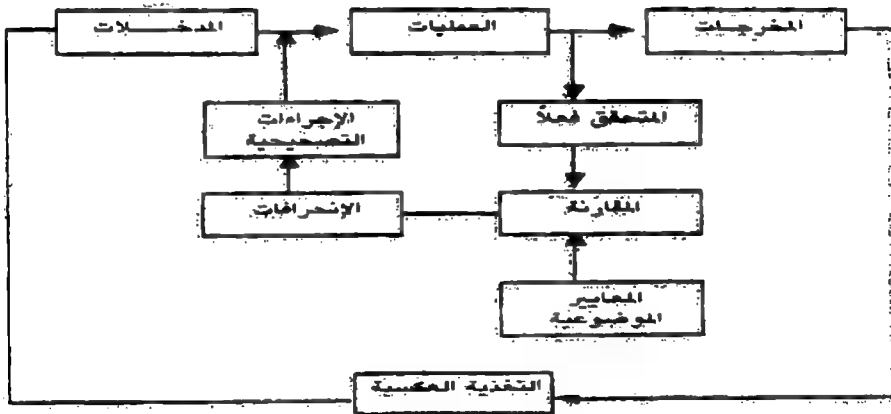 المدخلات
العمليات
المخرجات
الإجراءات
التصحيحية
المتحقق فعلاً
الإنحرافات
المقارنة
المعايير
الموضوعية
التغذية العكسية